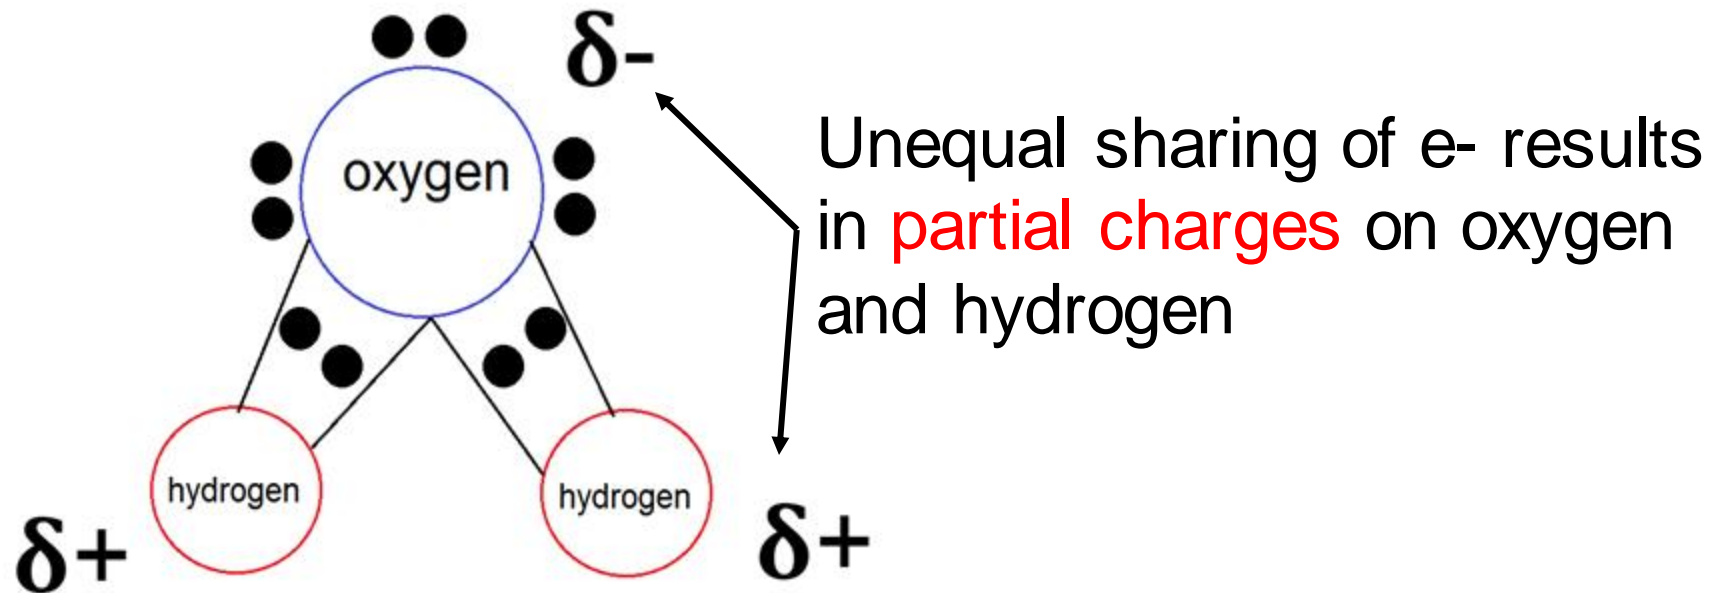 δ-
oxygen
Unequal sharing of e- results
in partial charges on oxygen
and hydrogen
hydrogen
hydrogen
δ+
δ+